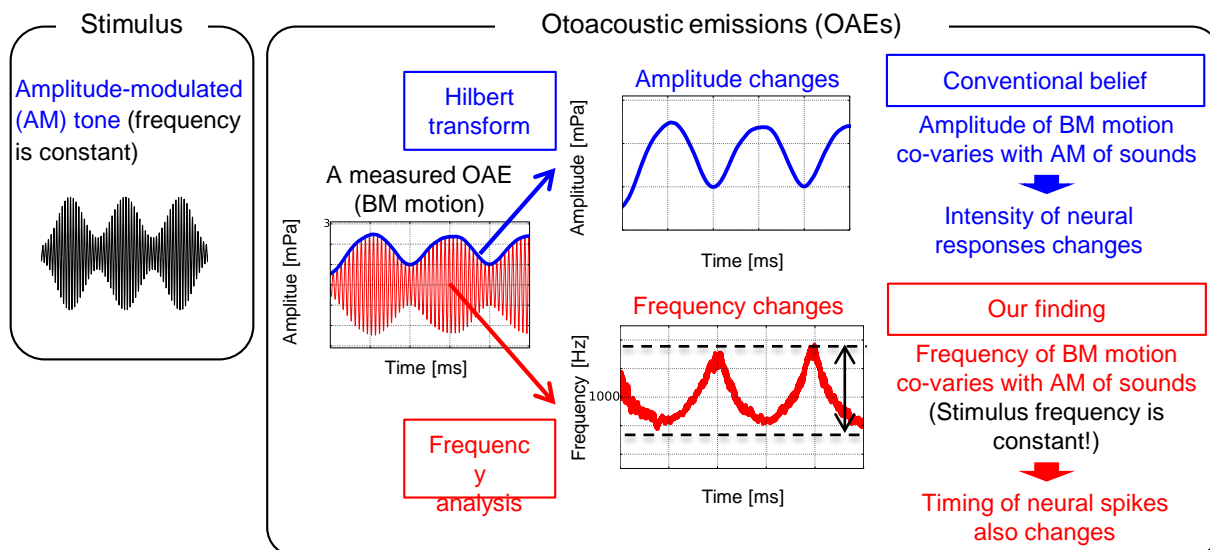 Stimulus
Amplitude-modulated
(AM) tone (frequency
is constant)
Otoacoustic emissions (OAEs)
Hilbert
transform
A measured OAE
(BM motion)
3
Amplitue [mPa]
Time [ms]
Frequenc
y
analysis
Amplitude changes
Amplitude [mPa]
Time [ms]
Frequency changes
Frequency [Hz]
1000
Time [ms]
Conventional belief
Amplitude of BM motion
co-varies with AM of sounds
Intensity of neural
responses changes
Our finding
Frequency of BM motion
co-varies with AM of sounds
(Stimulus frequency is
constant!)
Timing of neural spikes
also changes